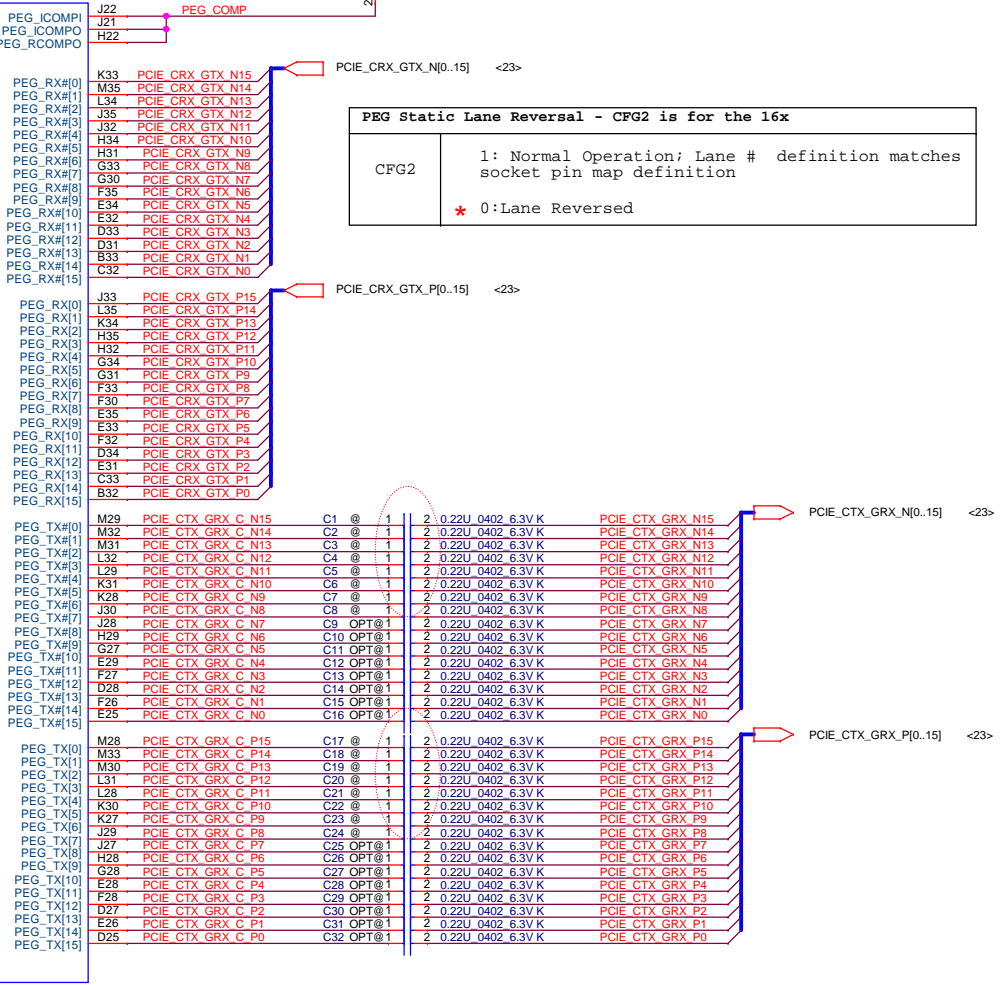 PEG_ICOMPI J22 PEG_COMP
PEG_ICOMPO J21
PEG_RCOMPO H22
PCIE_CRX_GTX_N[0..15] <23>
PEG_RX#[0] K33 PCIE_CRX_GTX_N15
PEG_RX#[1] M35 PCIE_CRX_GTX_N14
PEG_RX#[2] L34 PCIE_CRX_GTX_N13
PEG_RX#[3] J35 PCIE_CRX_GTX_N12
PEG_RX#[4] J32 PCIE_CRX_GTX_N11
PEG_RX#[5] H34 PCIE_CRX_GTX_N10
PEG_RX#[6] H31 PCIE_CRX_GTX_N9
PEG_RX#[7] G33 PCIE_CRX_GTX_N8
PEG_RX#[8] G30 PCIE_CRX_GTX_N7
PEG_RX#[9] F35 PCIE_CRX_GTX_N6
PEG_RX#[10] E34 PCIE_CRX_GTX_N5
PEG_RX#[11] E32 PCIE_CRX_GTX_N4
PEG_RX#[12] D33 PCIE_CRX_GTX_N3
PEG_RX#[13] D31 PCIE_CRX_GTX_N2
PEG_RX#[14] B33 PCIE_CRX_GTX_N1
PEG_RX#[15] C32 PCIE_CRX_GTX_N0
PEG Static Lane Reversal - CFG2 is for the 16x
CFG2
1: Normal Operation; Lane # definition matches
socket pin map definition
* 0:Lane Reversed
PCIE_CRX_GTX_P[0..15] <23>
PEG_RX[0] J33 PCIE_CRX_GTX_P15
PEG_RX[1] L35 PCIE_CRX_GTX_P14
PEG_RX[2] K34 PCIE_CRX_GTX_P13
PEG_RX[3] H35 PCIE_CRX_GTX_P12
PEG_RX[4] H32 PCIE_CRX_GTX_P11
PEG_RX[5] G34 PCIE_CRX_GTX_P10
PEG_RX[6] G31 PCIE_CRX_GTX_P9
PEG_RX[7] F33 PCIE_CRX_GTX_P8
PEG_RX[8] F30 PCIE_CRX_GTX_P7
PEG_RX[9] E35 PCIE_CRX_GTX_P6
PEG_RX[10] E33 PCIE_CRX_GTX_P5
PEG_RX[11] F32 PCIE_CRX_GTX_P4
PEG_RX[12] D34 PCIE_CRX_GTX_P3
PEG_RX[13] E31 PCIE_CRX_GTX_P2
PEG_RX[14] C33 PCIE_CRX_GTX_P1
PEG_RX[15] B32 PCIE_CRX_GTX_P0
PCIE_CTX_GRX_N[0..15] <23>
PEG_TX#[0] M29 PCIE_CTX_GRX_C_N15 C1 @ 1 2 0.22U_0402_6.3V K PCIE_CTX_GRX_N15
PEG_TX#[1] M32 PCIE_CTX_GRX_C_N14 C2 @ 1 2 0.22U_0402_6.3V K PCIE_CTX_GRX_N14
PEG_TX#[2] M31 PCIE_CTX_GRX_C_N13 C3 @ 1 2 0.22U_0402_6.3V K PCIE_CTX_GRX_N13
PEG_TX#[3] L32 PCIE_CTX_GRX_C_N12 C4 @ 1 2 0.22U_0402_6.3V K PCIE_CTX_GRX_N12
PEG_TX#[4] L29 PCIE_CTX_GRX_C_N11 C5 @ 1 2 0.22U_0402_6.3V K PCIE_CTX_GRX_N11
PEG_TX#[5] K31 PCIE_CTX_GRX_C_N10 C6 @ 1 2 0.22U_0402_6.3V K PCIE_CTX_GRX_N10
PEG_TX#[6] K28 PCIE_CTX_GRX_C_N9 C7 @ 1 2 0.22U_0402_6.3V K PCIE_CTX_GRX_N9
PEG_TX#[7] J30 PCIE_CTX_GRX_C_N8 C8 @ 1 2 0.22U_0402_6.3V K PCIE_CTX_GRX_N8
PEG_TX#[8] J28 PCIE_CTX_GRX_C_N7 C9 OPT@ 1 2 0.22U_0402_6.3V K PCIE_CTX_GRX_N7
PEG_TX#[9] H29 PCIE_CTX_GRX_C_N6 C10 OPT@ 1 2 0.22U_0402_6.3V K PCIE_CTX_GRX_N6
PEG_TX#[10] G27 PCIE_CTX_GRX_C_N5 C11 OPT@ 1 2 0.22U_0402_6.3V K PCIE_CTX_GRX_N5
PEG_TX#[11] E29 PCIE_CTX_GRX_C_N4 C12 OPT@ 1 2 0.22U_0402_6.3V K PCIE_CTX_GRX_N4
PEG_TX#[12] F27 PCIE_CTX_GRX_C_N3 C13 OPT@ 1 2 0.22U_0402_6.3V K PCIE_CTX_GRX_N3
PEG_TX#[13] D28 PCIE_CTX_GRX_C_N2 C14 OPT@ 1 2 0.22U_0402_6.3V K PCIE_CTX_GRX_N2
PEG_TX#[14] F26 PCIE_CTX_GRX_C_N1 C15 OPT@ 1 2 0.22U_0402_6.3V K PCIE_CTX_GRX_N1
PEG_TX#[15] E25 PCIE_CTX_GRX_C_N0 C16 OPT@ 1 2 0.22U_0402_6.3V K PCIE_CTX_GRX_N0
PCIE_CTX_GRX_P[0..15] <23>
PEG_TX[0] M28 PCIE_CTX_GRX_C_P15 C17 @ 1 2 0.22U_0402_6.3V K PCIE_CTX_GRX_P15
PEG_TX[1] M33 PCIE_CTX_GRX_C_P14 C18 @ 1 2 0.22U_0402_6.3V K PCIE_CTX_GRX_P14
PEG_TX[2] M30 PCIE_CTX_GRX_C_P13 C19 @ 1 2 0.22U_0402_6.3V K PCIE_CTX_GRX_P13
PEG_TX[3] L31 PCIE_CTX_GRX_C_P12 C20 @ 1 2 0.22U_0402_6.3V K PCIE_CTX_GRX_P12
PEG_TX[4] L28 PCIE_CTX_GRX_C_P11 C21 @ 1 2 0.22U_0402_6.3V K PCIE_CTX_GRX_P11
PEG_TX[5] K30 PCIE_CTX_GRX_C_P10 C22 @ 1 2 0.22U_0402_6.3V K PCIE_CTX_GRX_P10
PEG_TX[6] K27 PCIE_CTX_GRX_C_P9 C23 @ 1 2 0.22U_0402_6.3V K PCIE_CTX_GRX_P9
PEG_TX[7] J29 PCIE_CTX_GRX_C_P8 C24 @ 1 2 0.22U_0402_6.3V K PCIE_CTX_GRX_P8
PEG_TX[8] J27 PCIE_CTX_GRX_C_P7 C25 OPT@ 1 2 0.22U_0402_6.3V K PCIE_CTX_GRX_P7
PEG_TX[9] H28 PCIE_CTX_GRX_C_P6 C26 OPT@ 1 2 0.22U_0402_6.3V K PCIE_CTX_GRX_P6
PEG_TX[10] G28 PCIE_CTX_GRX_C_P5 C27 OPT@ 1 2 0.22U_0402_6.3V K PCIE_CTX_GRX_P5
PEG_TX[11] E28 PCIE_CTX_GRX_C_P4 C28 OPT@ 1 2 0.22U_0402_6.3V K PCIE_CTX_GRX_P4
PEG_TX[12] F28 PCIE_CTX_GRX_C_P3 C29 OPT@ 1 2 0.22U_0402_6.3V K PCIE_CTX_GRX_P3
PEG_TX[13] D27 PCIE_CTX_GRX_C_P2 C30 OPT@ 1 2 0.22U_0402_6.3V K PCIE_CTX_GRX_P2
PEG_TX[14] E26 PCIE_CTX_GRX_C_P1 C31 OPT@ 1 2 0.22U_0402_6.3V K PCIE_CTX_GRX_P1
PEG_TX[15] D25 PCIE_CTX_GRX_C_P0 C32 OPT@ 1 2 0.22U_0402_6.3V K PCIE_CTX_GRX_P0